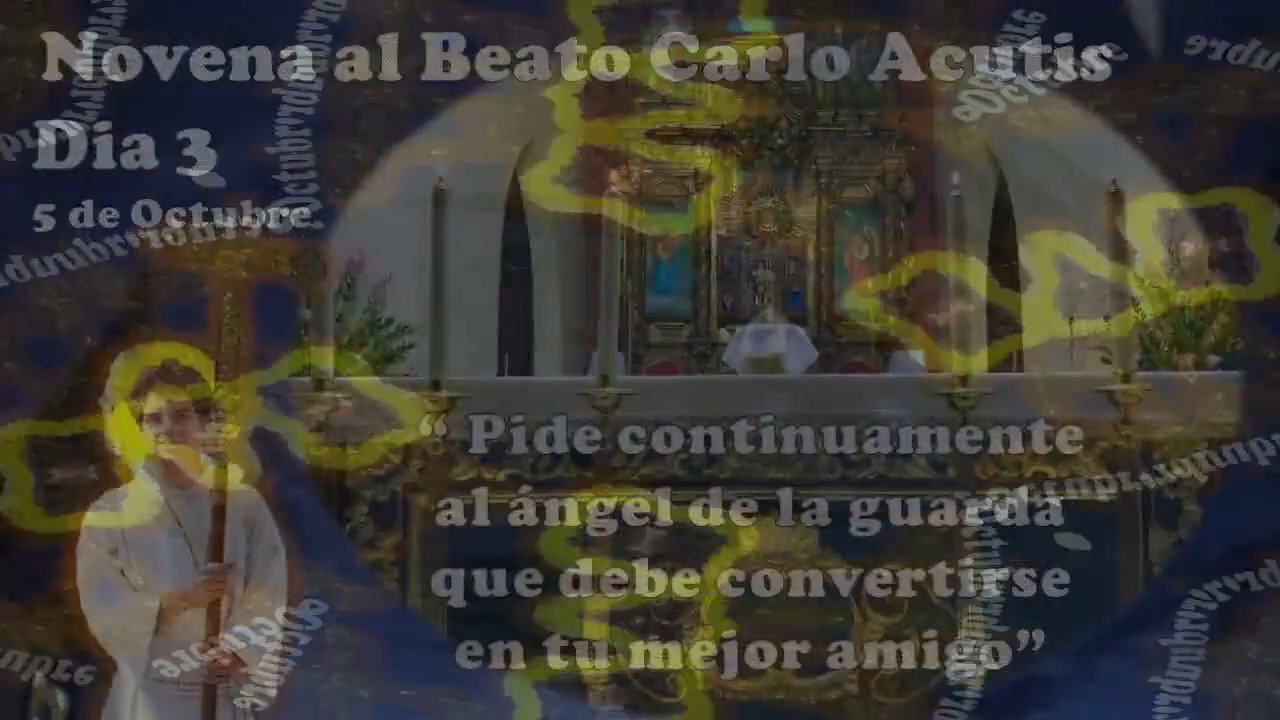 Novena al Beato Carlo Acutis
Dia 3
5 de Octubre
“ Pide continuamente
al ángel de la guarda
que debe convertirse
en tu mejor amigo”